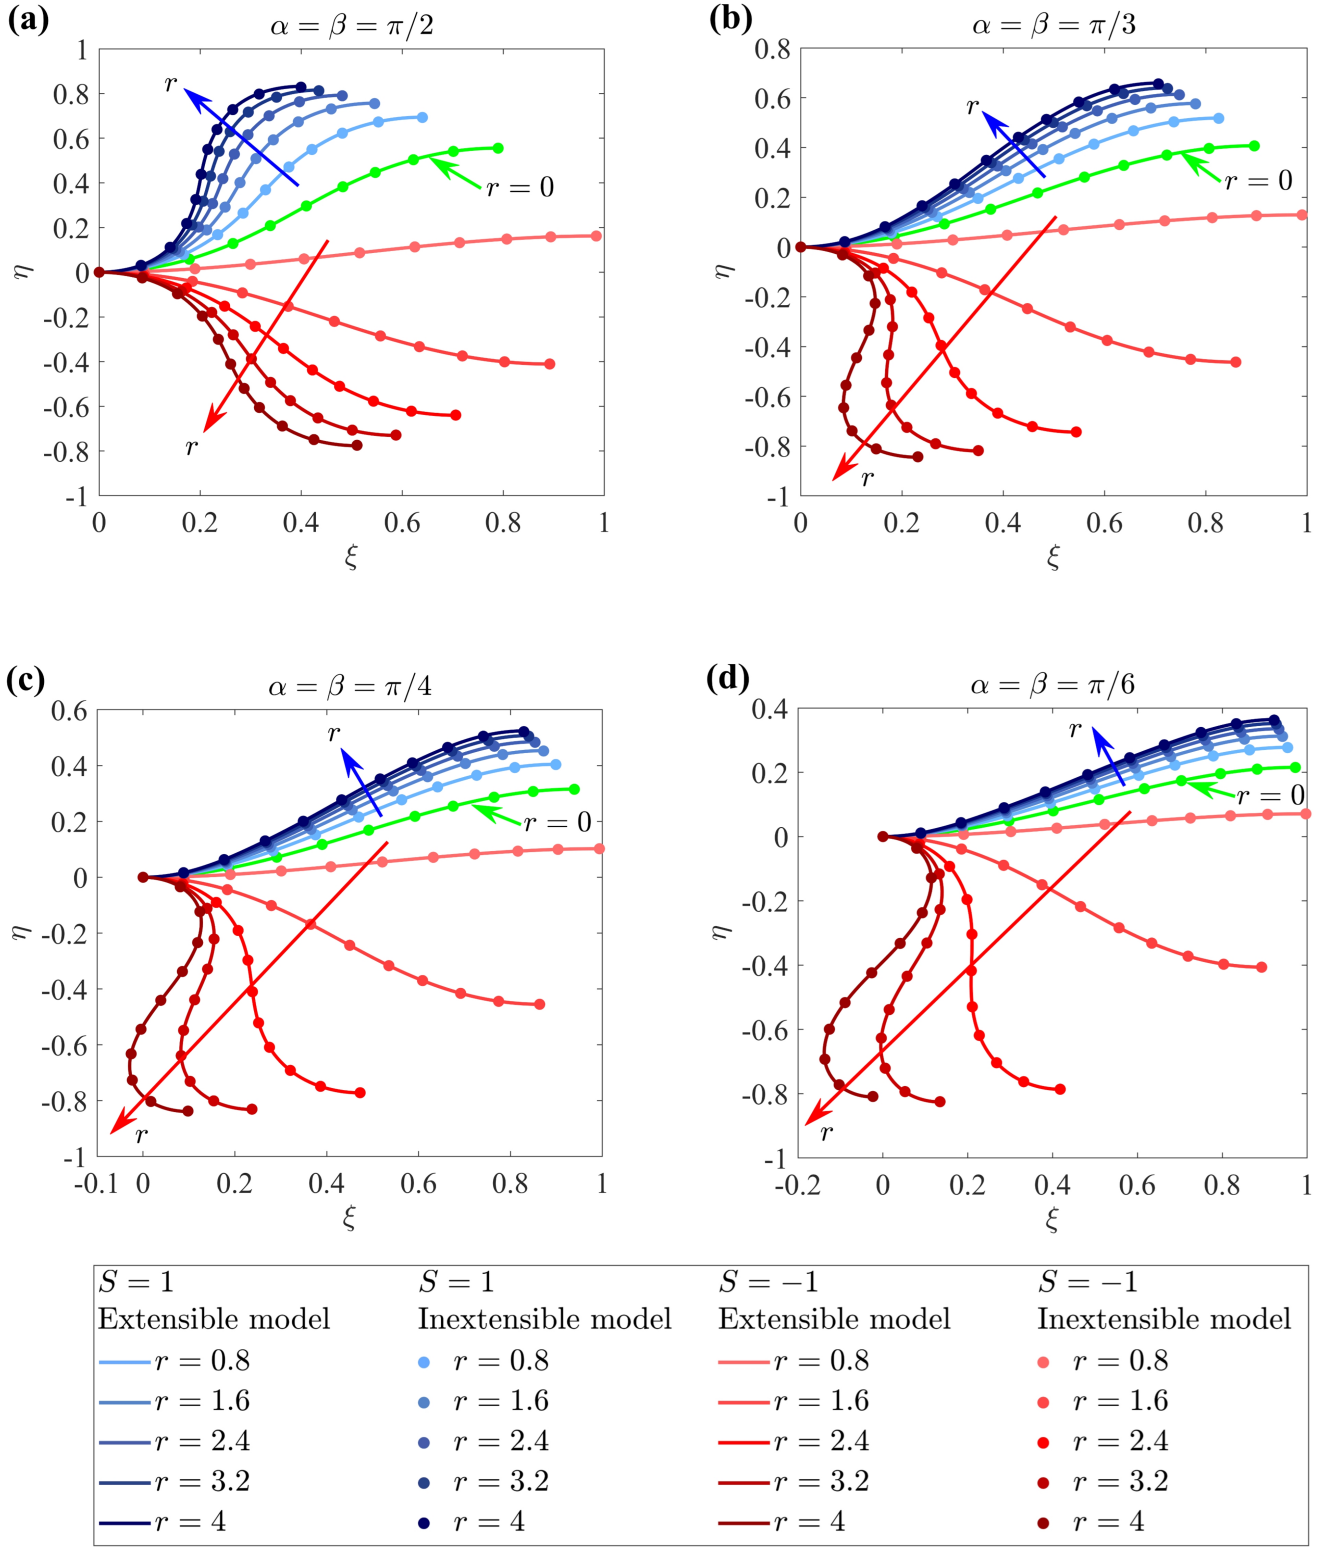 (a)
α = β = π/2
1
0.8
0.6
0.4
0.2
0
-0.2
-0.4
-0.6
-0.8
-1
η
r
r = 0
r
0 0.2 0.4 0.6 0.8 1
ξ
(b)
α = β = π/3
0.8
0.6
0.4
0.2
0
-0.2
-0.4
-0.6
-0.8
-1
η
r
r = 0
r
0 0.2 0.4 0.6 0.8 1
ξ
(c)
α = β = π/4
0.6
0.4
0.2
0
-0.2
-0.4
-0.6
-0.8
-1
η
r
r = 0
r
-0.1 0 0.2 0.4 0.6 0.8 1
ξ
(d)
α = β = π/6
0.4
0.2
0
-0.2
-0.4
-0.6
-0.8
-1
η
r
r = 0
r
-0.2 0 0.2 0.4 0.6 0.8 1
ξ
S = 1 S = 1 S = −1 S = −1
Extensible model Inextensible model Extensible model Inextensible model
r = 0.8 r = 0.8 r = 0.8 r = 0.8
r = 1.6 r = 1.6 r = 1.6 r = 1.6
r = 2.4 r = 2.4 r = 2.4 r = 2.4
r = 3.2 r = 3.2 r = 3.2 r = 3.2
r = 4 r = 4 r = 4 r = 4